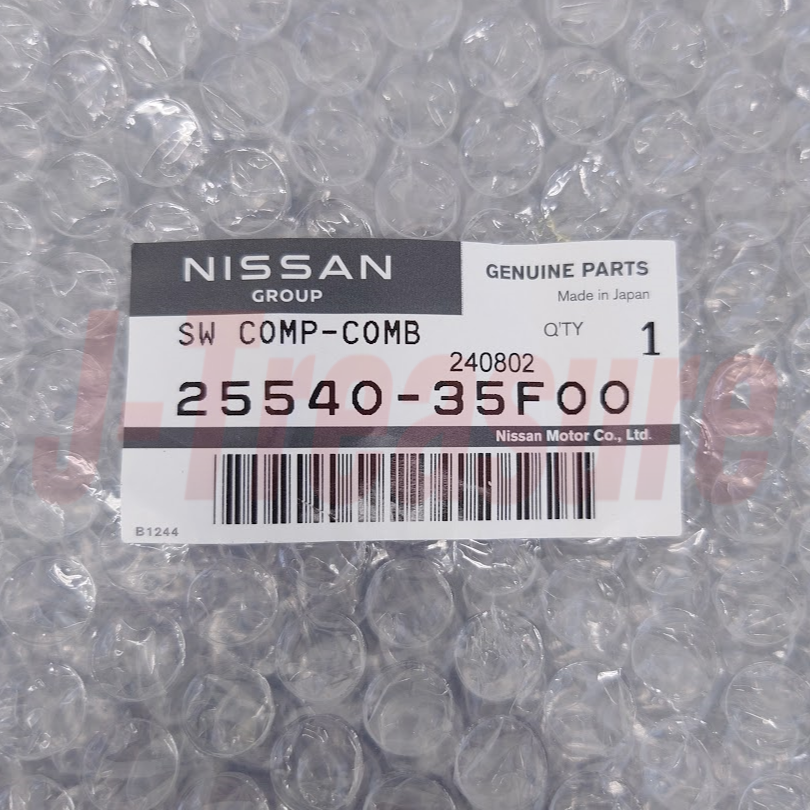 NISSAN
GROUP
GENUINE PARTS
Made in Japan
SW COMP-COMB
Q'TY 1
240802
25540-35F00
Nissan Motor Co., Ltd.
B1244
J-Treasure